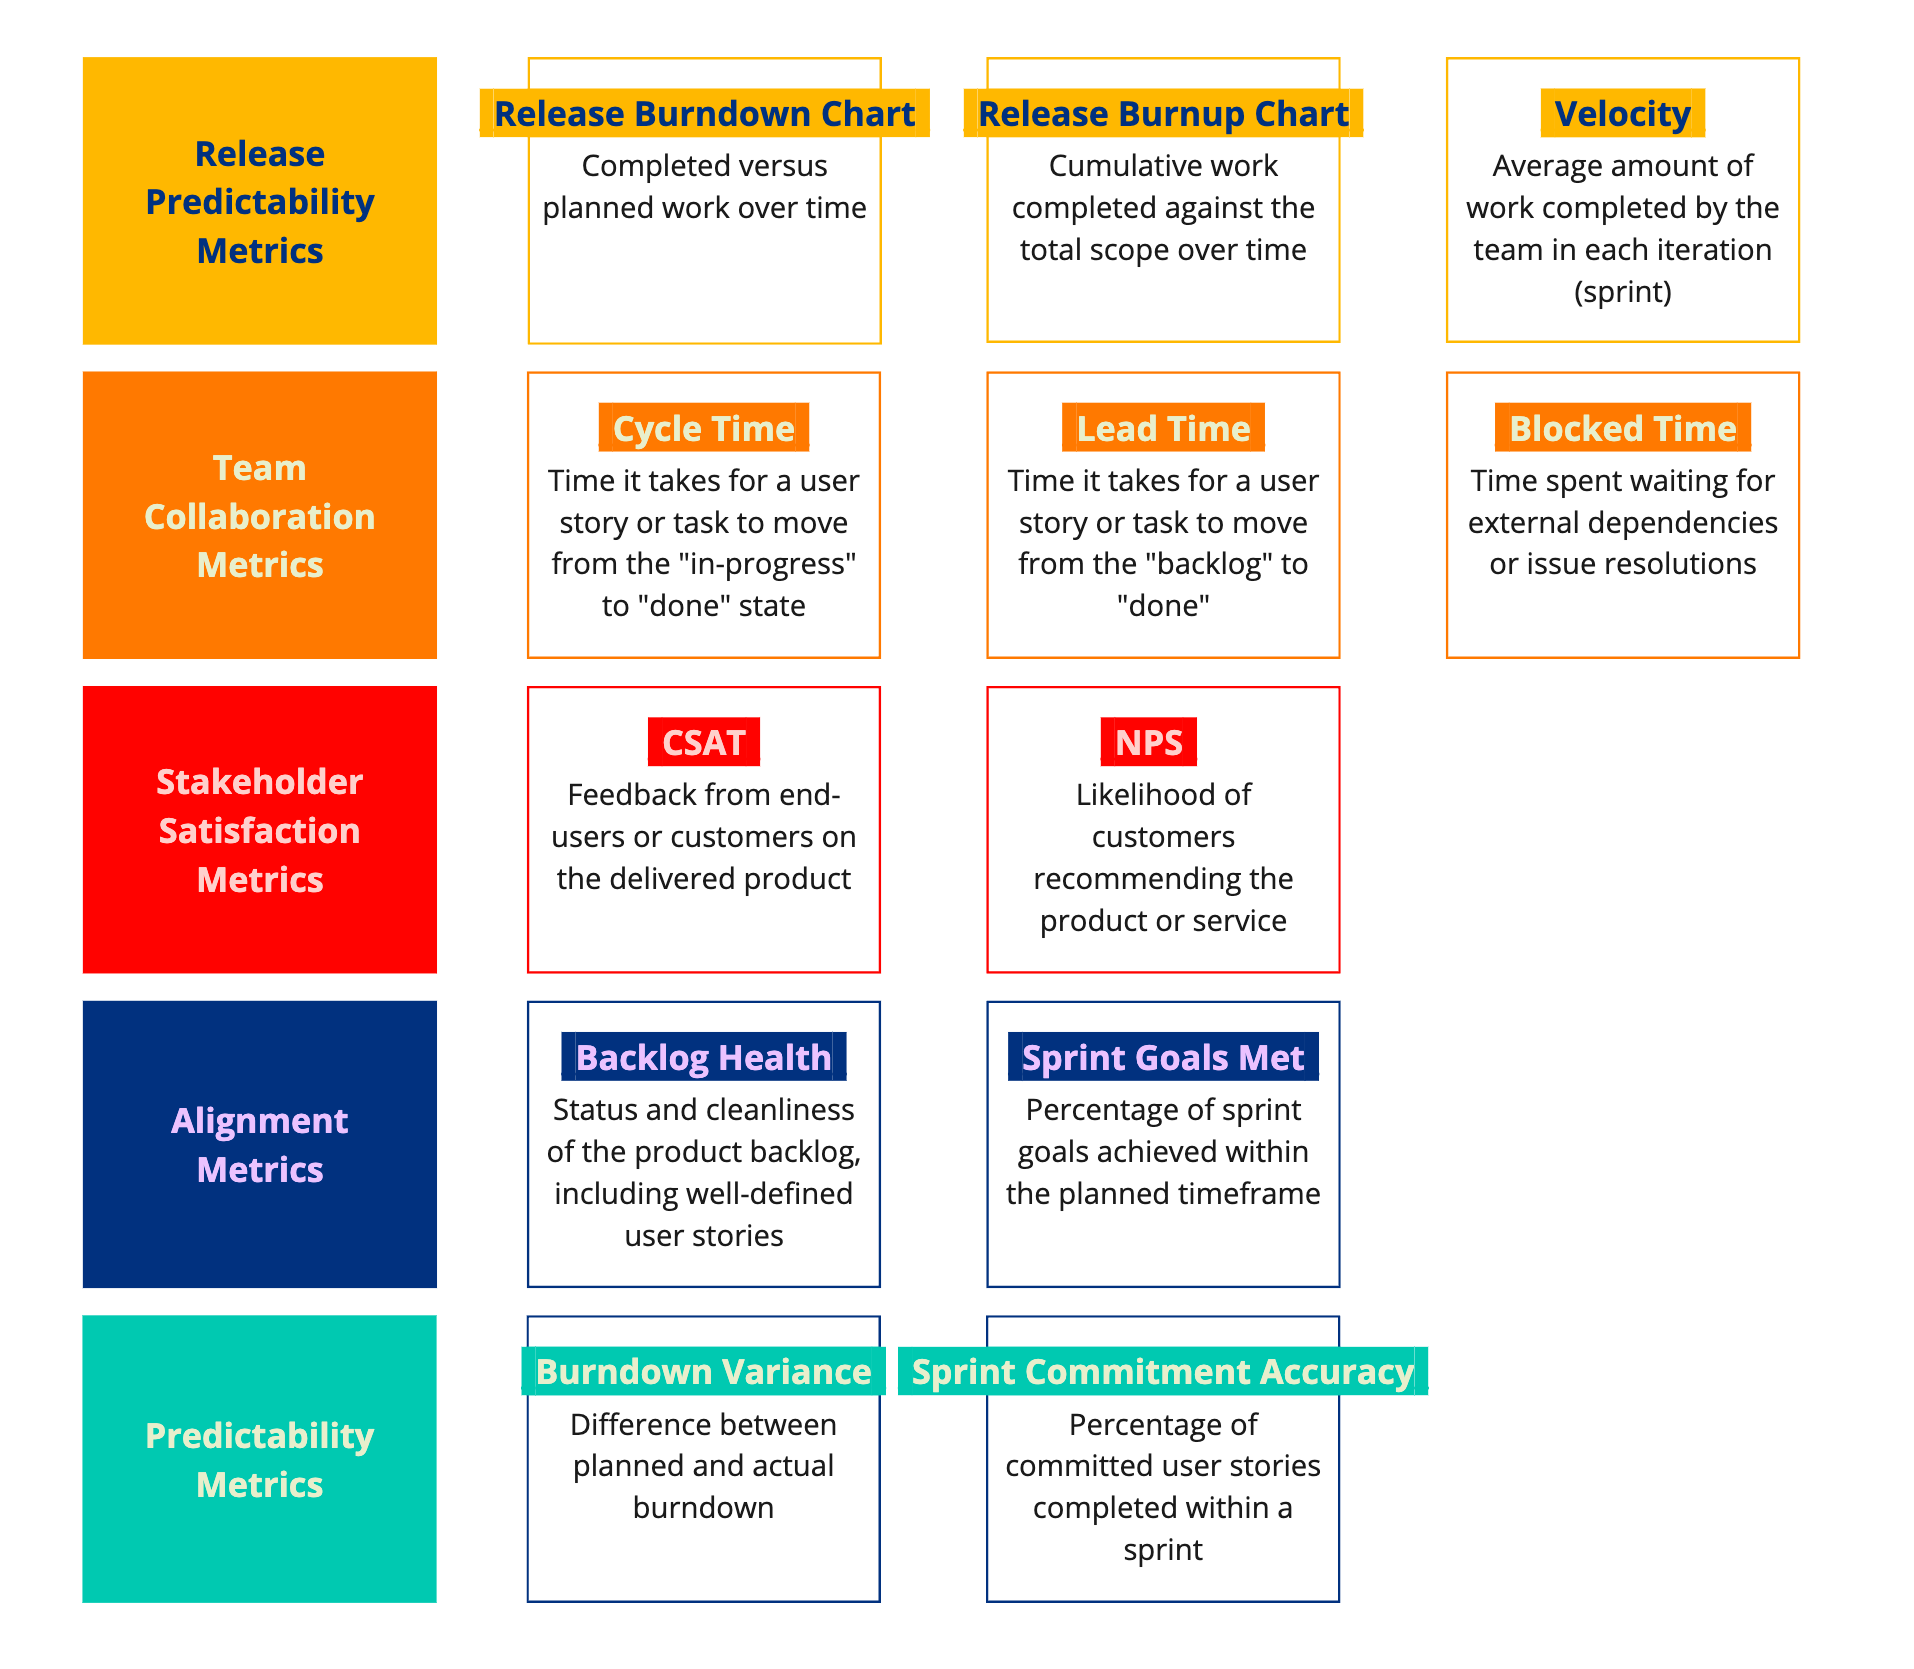 Release
Predictability
Metrics
Release Burndown Chart
Completed versus
planned work over time
Release Burnup Chart
Cumulative work
completed against the
total scope over time
Velocity
Average amount of
work completed by the
team in each iteration
(sprint)
Team
Collaboration
Metrics
Cycle Time
Time it takes for a user
story or task to move
from the "in-progress"
to "done" state
Lead Time
Time it takes for a user
story or task to move
from the "backlog" to
"done"
Blocked Time
Time spent waiting for
external dependencies
or issue resolutions
Stakeholder
Satisfaction
Metrics
CSAT
Feedback from end-
users or customers on
the delivered product
NPS
Likelihood of
customers
recommending the
product or service
Alignment
Metrics
Backlog Health
Status and cleanliness
of the product backlog,
including well-defined
user stories
Sprint Goals Met
Percentage of sprint
goals achieved within
the planned timeframe
Predictability
Metrics
Burndown Variance
Difference between
planned and actual
burndown
Sprint Commitment Accuracy
Percentage of
committed user stories
completed within a
sprint